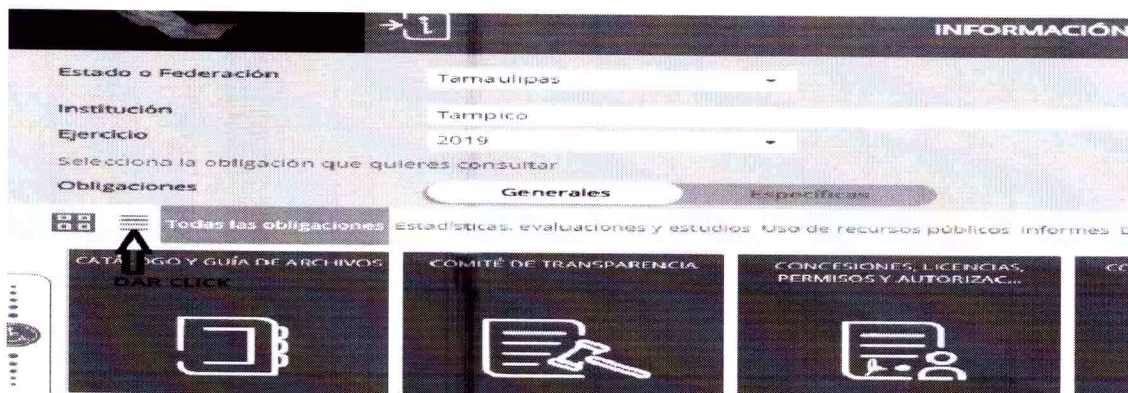 INFORMACIÓN
Estado o Federación
Tamaulipas
Institución
Tampico
Ejercicio
2019
Selecciona la obligación que quieres consultar
Obligaciones
Generales
Específicas
Todas las obligaciones
Estadísticas, evaluaciones y estudios
Uso de recursos públicos
Informes
DAR CLICK
CATÁLOGO Y GUÍA DE ARCHIVOS
COMITÉ DE TRANSPARENCIA
CONCESIONES, LICENCIAS,
PERMISOS Y AUTORIZAC...